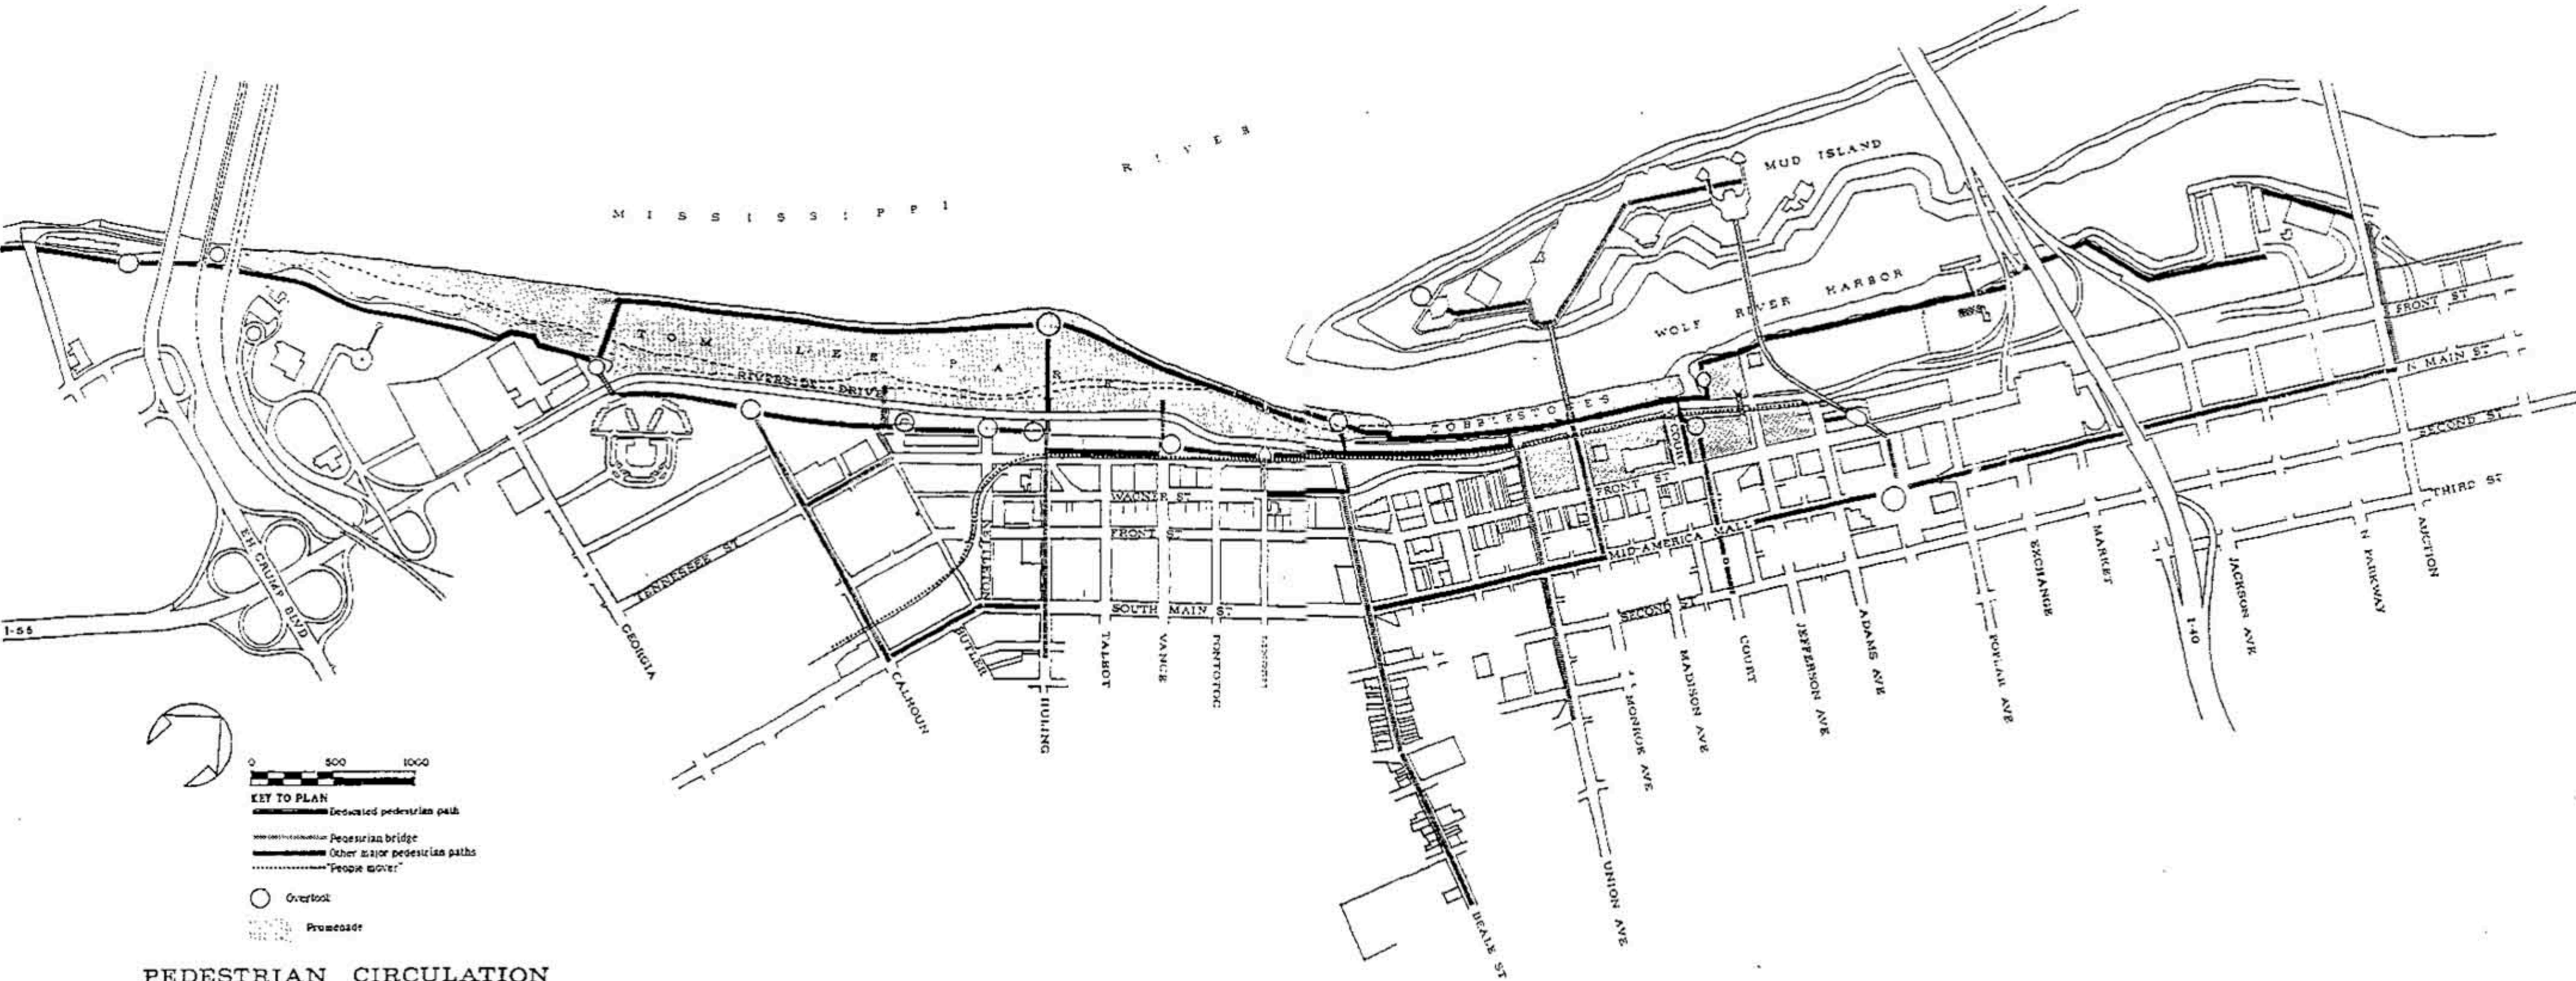 MISSISSIPPI
RIVER
MUD ISLAND
WOLF RIVER HARBOR
TOM LEE PARK
RIVERSIDE DRIVE
COBBLESTONES
FRONT ST
N MAIN ST
SECOND ST
THIRD ST
COURT
WAGNER ST
FRONT ST
FRONT ST
MID-AMERICA MALL
NETTLETON
TENNESSEE ST
SOUTH MAIN ST
SECOND ST
EH CRUMP BLVD
I-55
GEORGIA
CALHOUN
BUTLER
HULING
TALBOT
VANCE
PONTOTOC
BEALE ST
UNION AVE
MONROE AVE
MADISON AVE
COURT
JEFFERSON AVE
ADAMS AVE
POPLAR AVE
EXCHANGE
MARKET
I-40
JACKSON AVE
N PARKWAY
AUCTION
0 500 1000
KEY TO PLAN
Dedicated pedestrian path
Pedestrian bridge
Other major pedestrian paths
"People mover"
Overlook
Promenade
PEDESTRIAN CIRCULATION